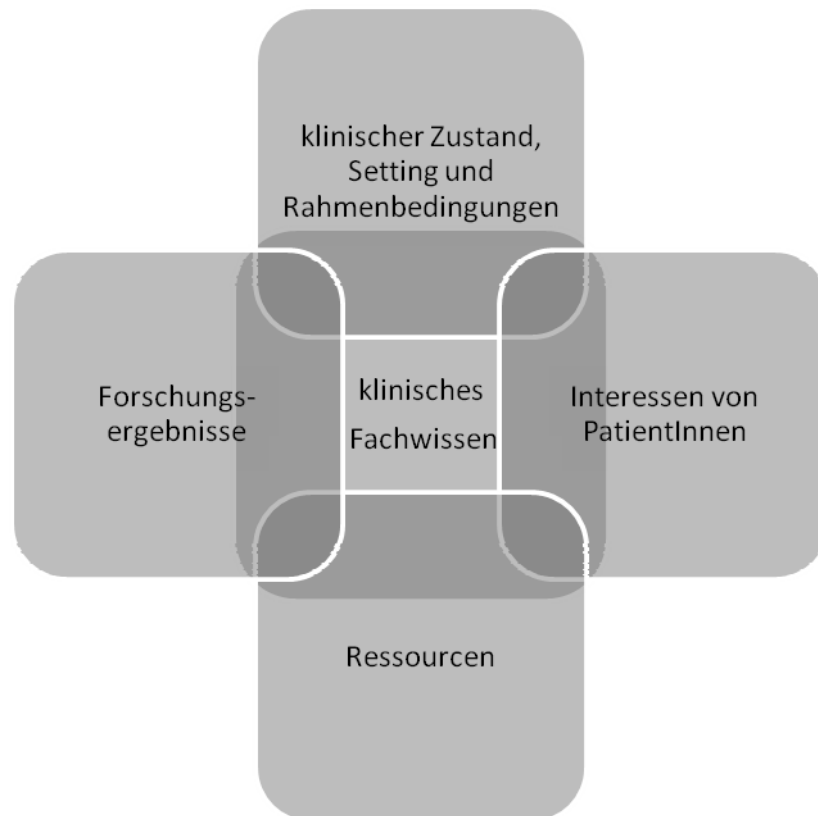 klinischer Zustand,
Setting und
Rahmenbedingungen
Forschungs-
ergebnisse
klinisches
Fachwissen
Interessen von
PatientInnen
Ressourcen